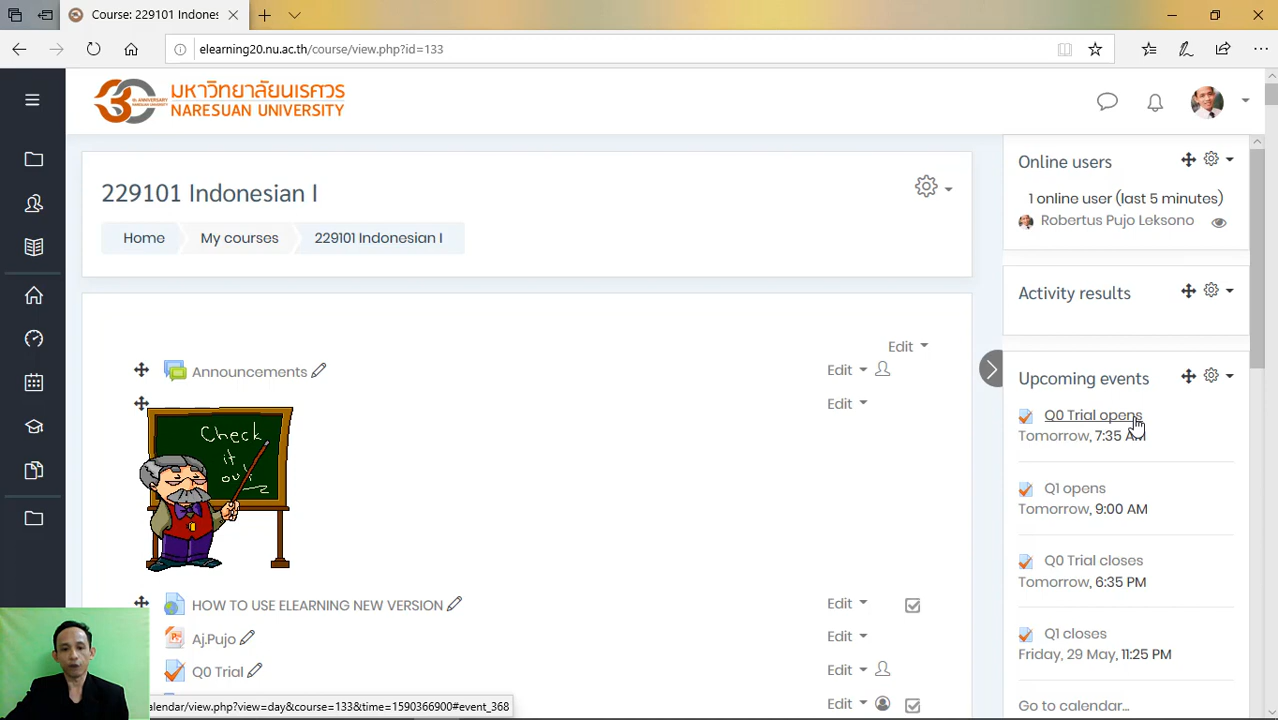 Course: 229101 Indones
elearning20.nu.ac.th/course/view.php?id=133
มหาวิทยาลัยนเรศวร
NARESUAN UNIVERSITY
229101 Indonesian I
Home
My courses
229101 Indonesian I
Edit
Announcements
Edit
Edit
Check
it
out
HOW TO USE ELEARNING NEW VERSION
Edit
Aj.Pujo
Edit
Q0 Trial
Edit
Edit
alendar/view.php?view=day&course=133&time=1590366900#event_368
Online users
1 online user (last 5 minutes)
Robertus Pujo Leksono
Activity results
Upcoming events
Q0 Trial opens
Tomorrow, 7:35 AM
Q1 opens
Tomorrow, 9:00 AM
Q0 Trial closes
Tomorrow, 6:35 PM
Q1 closes
Friday, 29 May, 11:25 PM
Go to calendar...